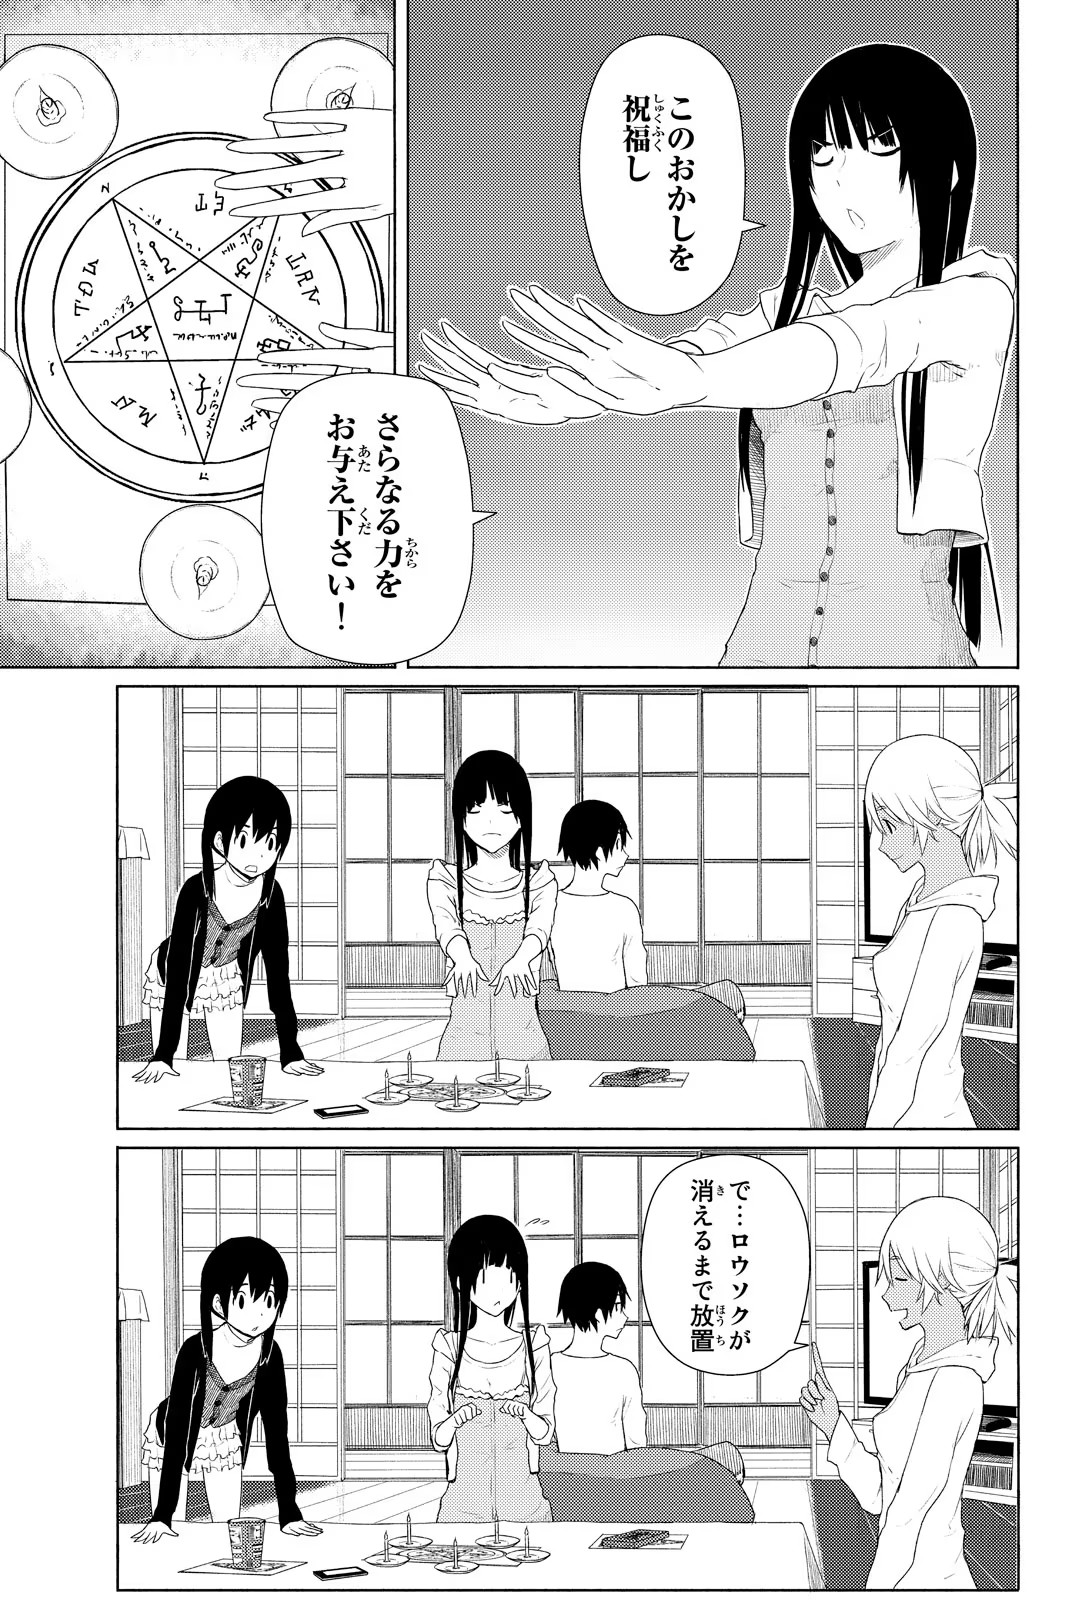 このおかしを
祝福し
さらなる力を
お与え下さい！
で…ロウソクが
消えるまで放置